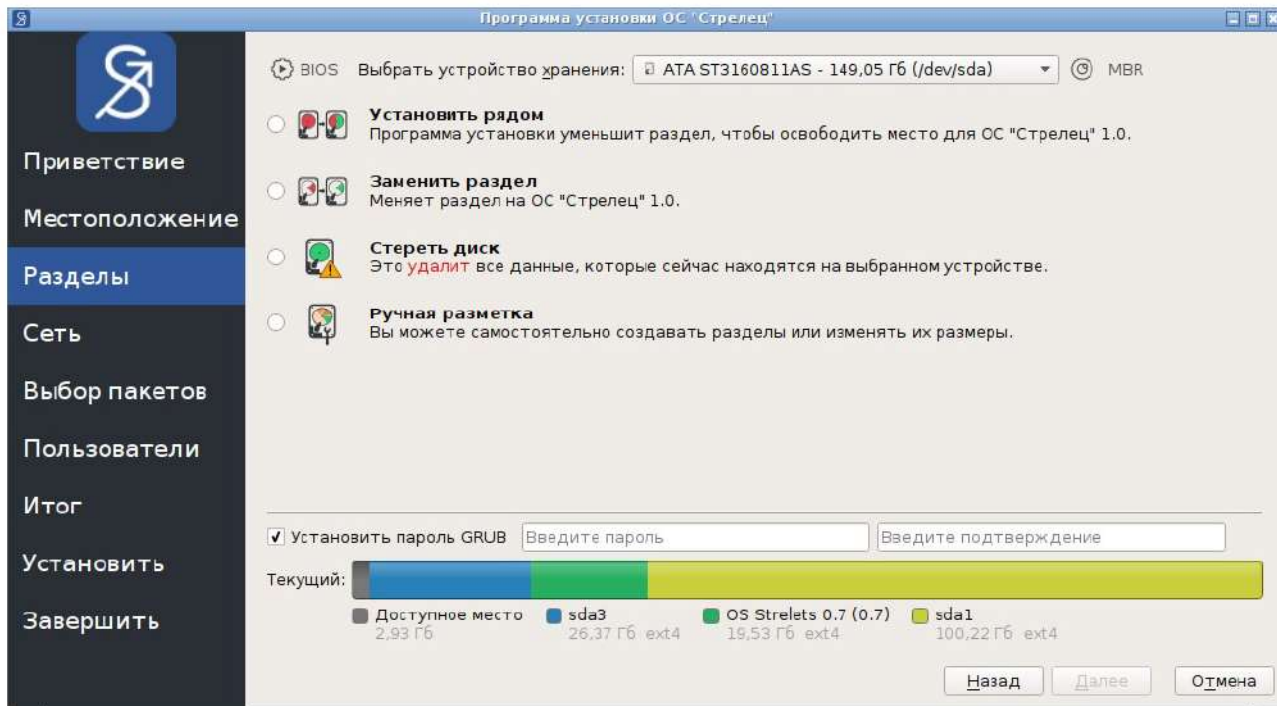 Программа установки ОС "Стрелец"
BIOS Выбрать устройство хранения: ATA ST3160811AS - 149,05 Гб (/dev/sda) MBR
Установить рядом
Программа установки уменьшит раздел, чтобы освободить место для ОС "Стрелец" 1.0.
Заменить раздел
Меняет раздел на ОС "Стрелец" 1.0.
Стереть диск
Это удалит все данные, которые сейчас находятся на выбранном устройстве.
Ручная разметка
Вы можете самостоятельно создавать разделы или изменять их размеры.
Приветствие
Местоположение
Разделы
Сеть
Выбор пакетов
Пользователи
Итог
Установить
Завершить
Установить пароль GRUB Введите пароль Введите подтверждение
Текущий:
Доступное место sda3 OS Strelets 0.7 (0.7) sda1
2,93 Гб 26,37 Гб ext4 19,53 Гб ext4 100,22 Гб ext4
Назад Далее Отмена